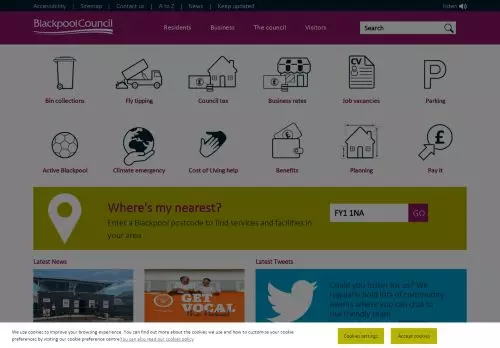 Accessibility | Sitemap | Contact us | A to Z | News | Keep updated listen
BlackpoolCouncil
Residents Business The council Visitors Search
Bin collections Fly tipping Council tax Business rates Job vacancies Parking
CV
P
Active Blackpool Climate emergency Cost of Living help Benefits Planning Pay it
Where's my nearest?
Enter a Blackpool postcode to find services and facilities in
your area
FY1 1NA GO
Latest News Latest Tweets
GET
VOCAL
Could you foster for us? We
regularly hold lots of community
events where you can chat to
our friendly team
We use cookies to improve your browsing experience. You can find out more about the cookies we use and how to customise your cookie
preferences by visiting our cookie preference centre.You can also read our cookies policy
Cookies settings Accept cookies